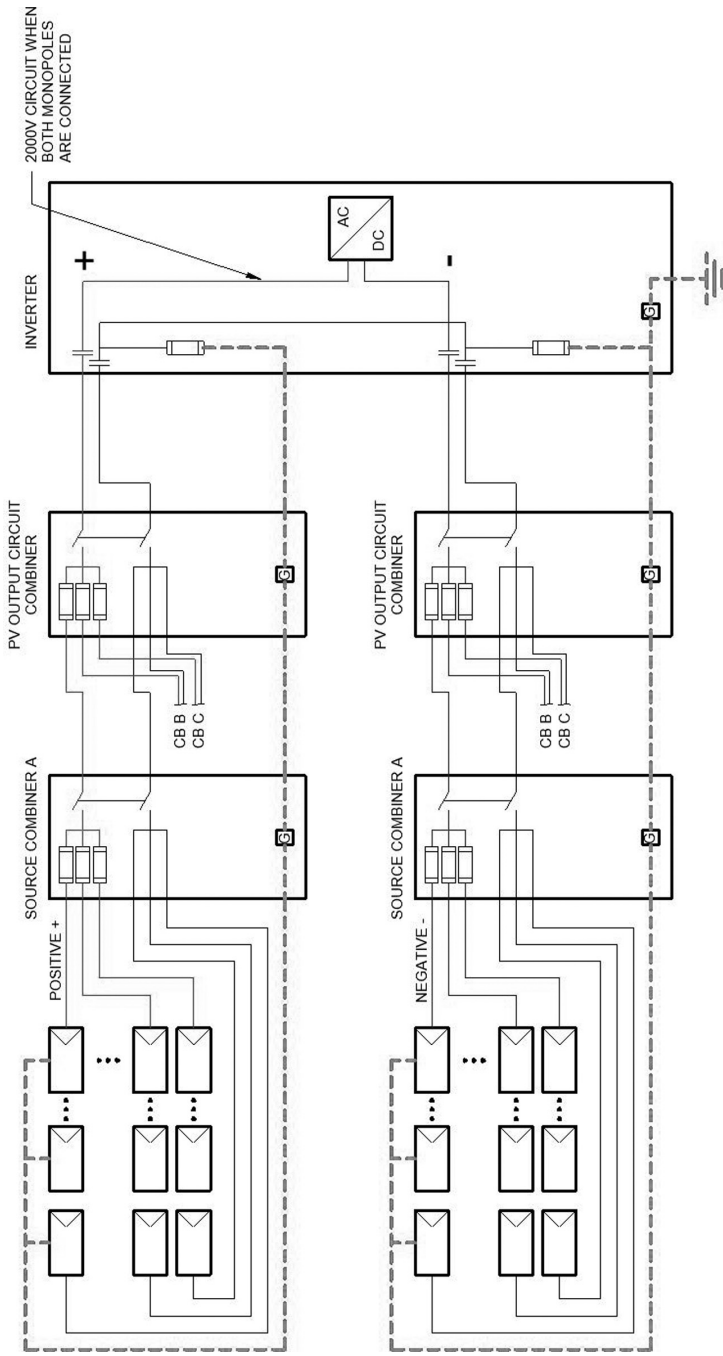 2000V CIRCUIT WHEN
BOTH MONOPOLES
ARE CONNECTED
INVERTER
+
AC
DC
-
G
PV OUTPUT CIRCUIT
COMBINER
G
CB B
CB C
SOURCE COMBINER A
G
POSITIVE +
PV OUTPUT CIRCUIT
COMBINER
G
CB B
CB C
SOURCE COMBINER A
G
NEGATIVE -